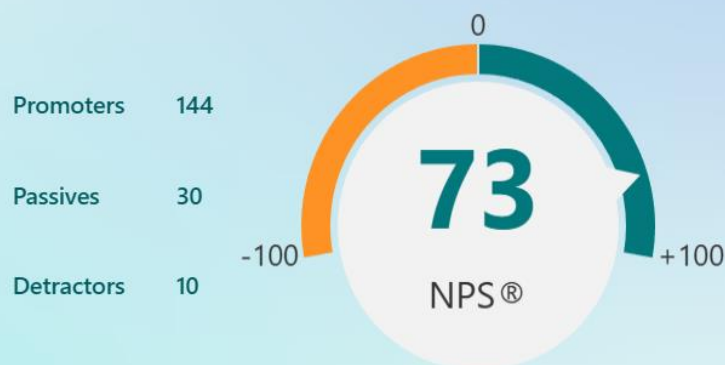 0
Promoters 144
73
Passives 30
-100
+100
Detractors 10
NPS®